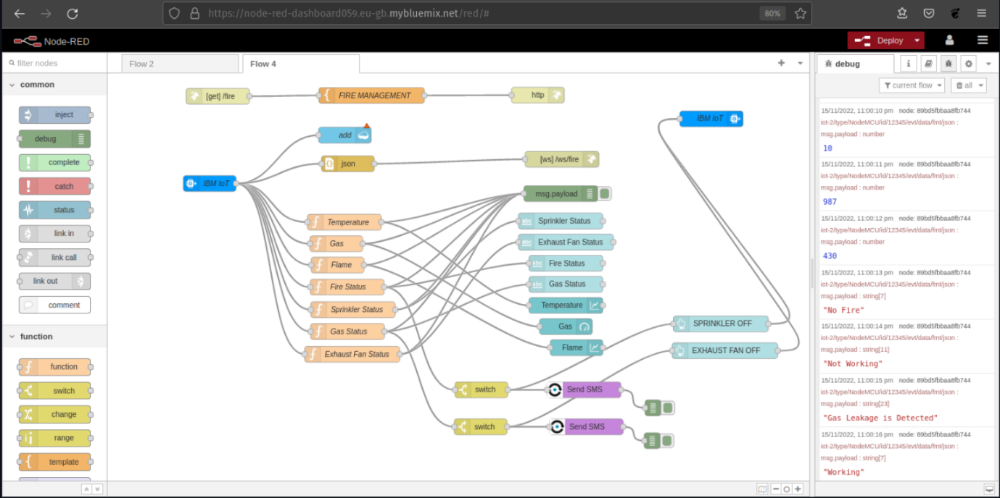 https://node-red-dashboard059.eu-gb.mybluemix.net/red/#
80%
Node-RED
Deploy
filter nodes
Flow 2
Flow 4
debug
i
current flow
all
common
inject
debug
complete
catch
status
link in
link call
link out
comment
function
function
switch
change
range
template
[get] /fire
FIRE MANAGEMENT
http
IBM IoT
add
json
[ws] /ws/fire
IBM IoT
msg.payload
Temperature
Sprinkler Status
Gas
Exhaust Fan Status
Flame
Fire Status
Fire Status
Gas Status
Sprinkler Status
Temperature
Gas Status
Gas
SPRINKLER OFF
Exhaust Fan Status
Flame
EXHAUST FAN OFF
switch
Send SMS
switch
Send SMS
15/11/2022, 11:00:10 pm node: 89bd5fbbaa8fb744
iot-2/type/NodeMCU/id/12345/evt/data/fmt/json :
msg.payload : number
10
15/11/2022, 11:00:11 pm node: 89bd5fbbaa8fb744
iot-2/type/NodeMCU/id/12345/evt/data/fmt/json :
msg.payload : number
987
15/11/2022, 11:00:12 pm node: 89bd5fbbaa8fb744
iot-2/type/NodeMCU/id/12345/evt/data/fmt/json :
msg.payload : number
430
15/11/2022, 11:00:13 pm node: 89bd5fbbaa8fb744
iot-2/type/NodeMCU/id/12345/evt/data/fmt/json :
msg.payload : string[7]
"No Fire"
15/11/2022, 11:00:14 pm node: 89bd5fbbaa8fb744
iot-2/type/NodeMCU/id/12345/evt/data/fmt/json :
msg.payload : string[11]
"Not Working"
15/11/2022, 11:00:15 pm node: 89bd5fbbaa8fb744
iot-2/type/NodeMCU/id/12345/evt/data/fmt/json :
msg.payload : string[23]
"Gas Leakage is Detected"
15/11/2022, 11:00:16 pm node: 89bd5fbbaa8fb744
iot-2/type/NodeMCU/id/12345/evt/data/fmt/json :
msg.payload : string[7]
"Working"